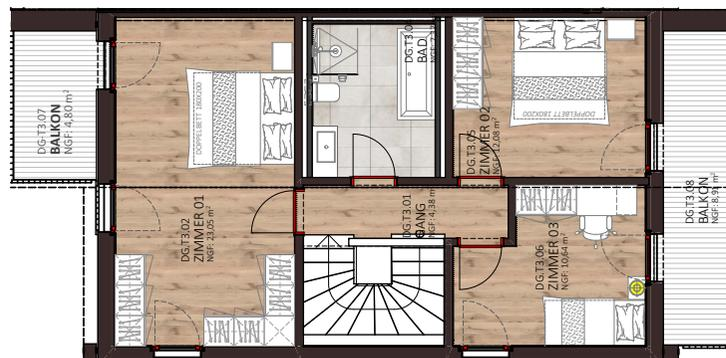 DG-T3.07
BALKON
NGF: 4,80 m²
DOPPELBETT 180X200
DG.T3.02
ZIMMER 01
NGF: 23,05 m²
BAD
DG.T3.01
GANG
NGF: 4,38 m²
DG.T3.05
ZIMMER 02
NGF: 12,08 m²
DOPPELBETT 180X200
DG.T3.06
ZIMMER 03
NGF: 10,64 m²
DG-T3.08
BALKON
NGF: 8,91 m²